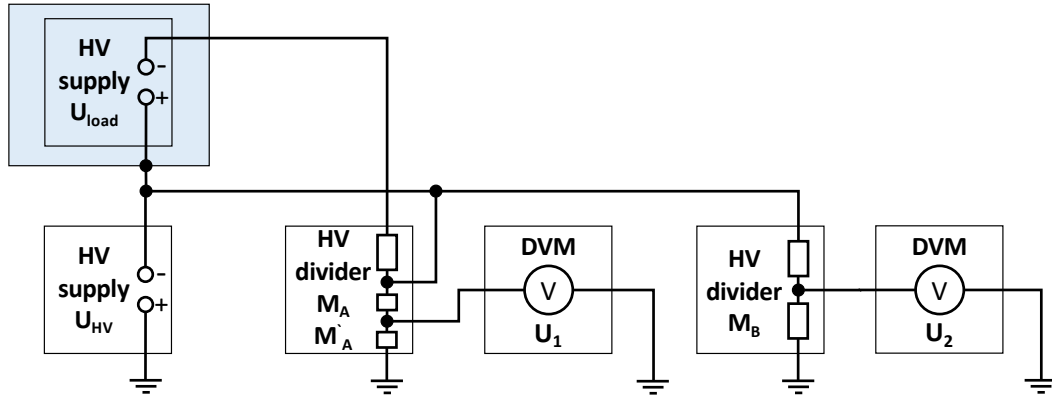 HV
supply
U_load
-
+
HV
supply
U_HV
-
+
HV
divider
M_A
M`_A
DVM
V
U_1
HV
divider
M_B
DVM
V
U_2